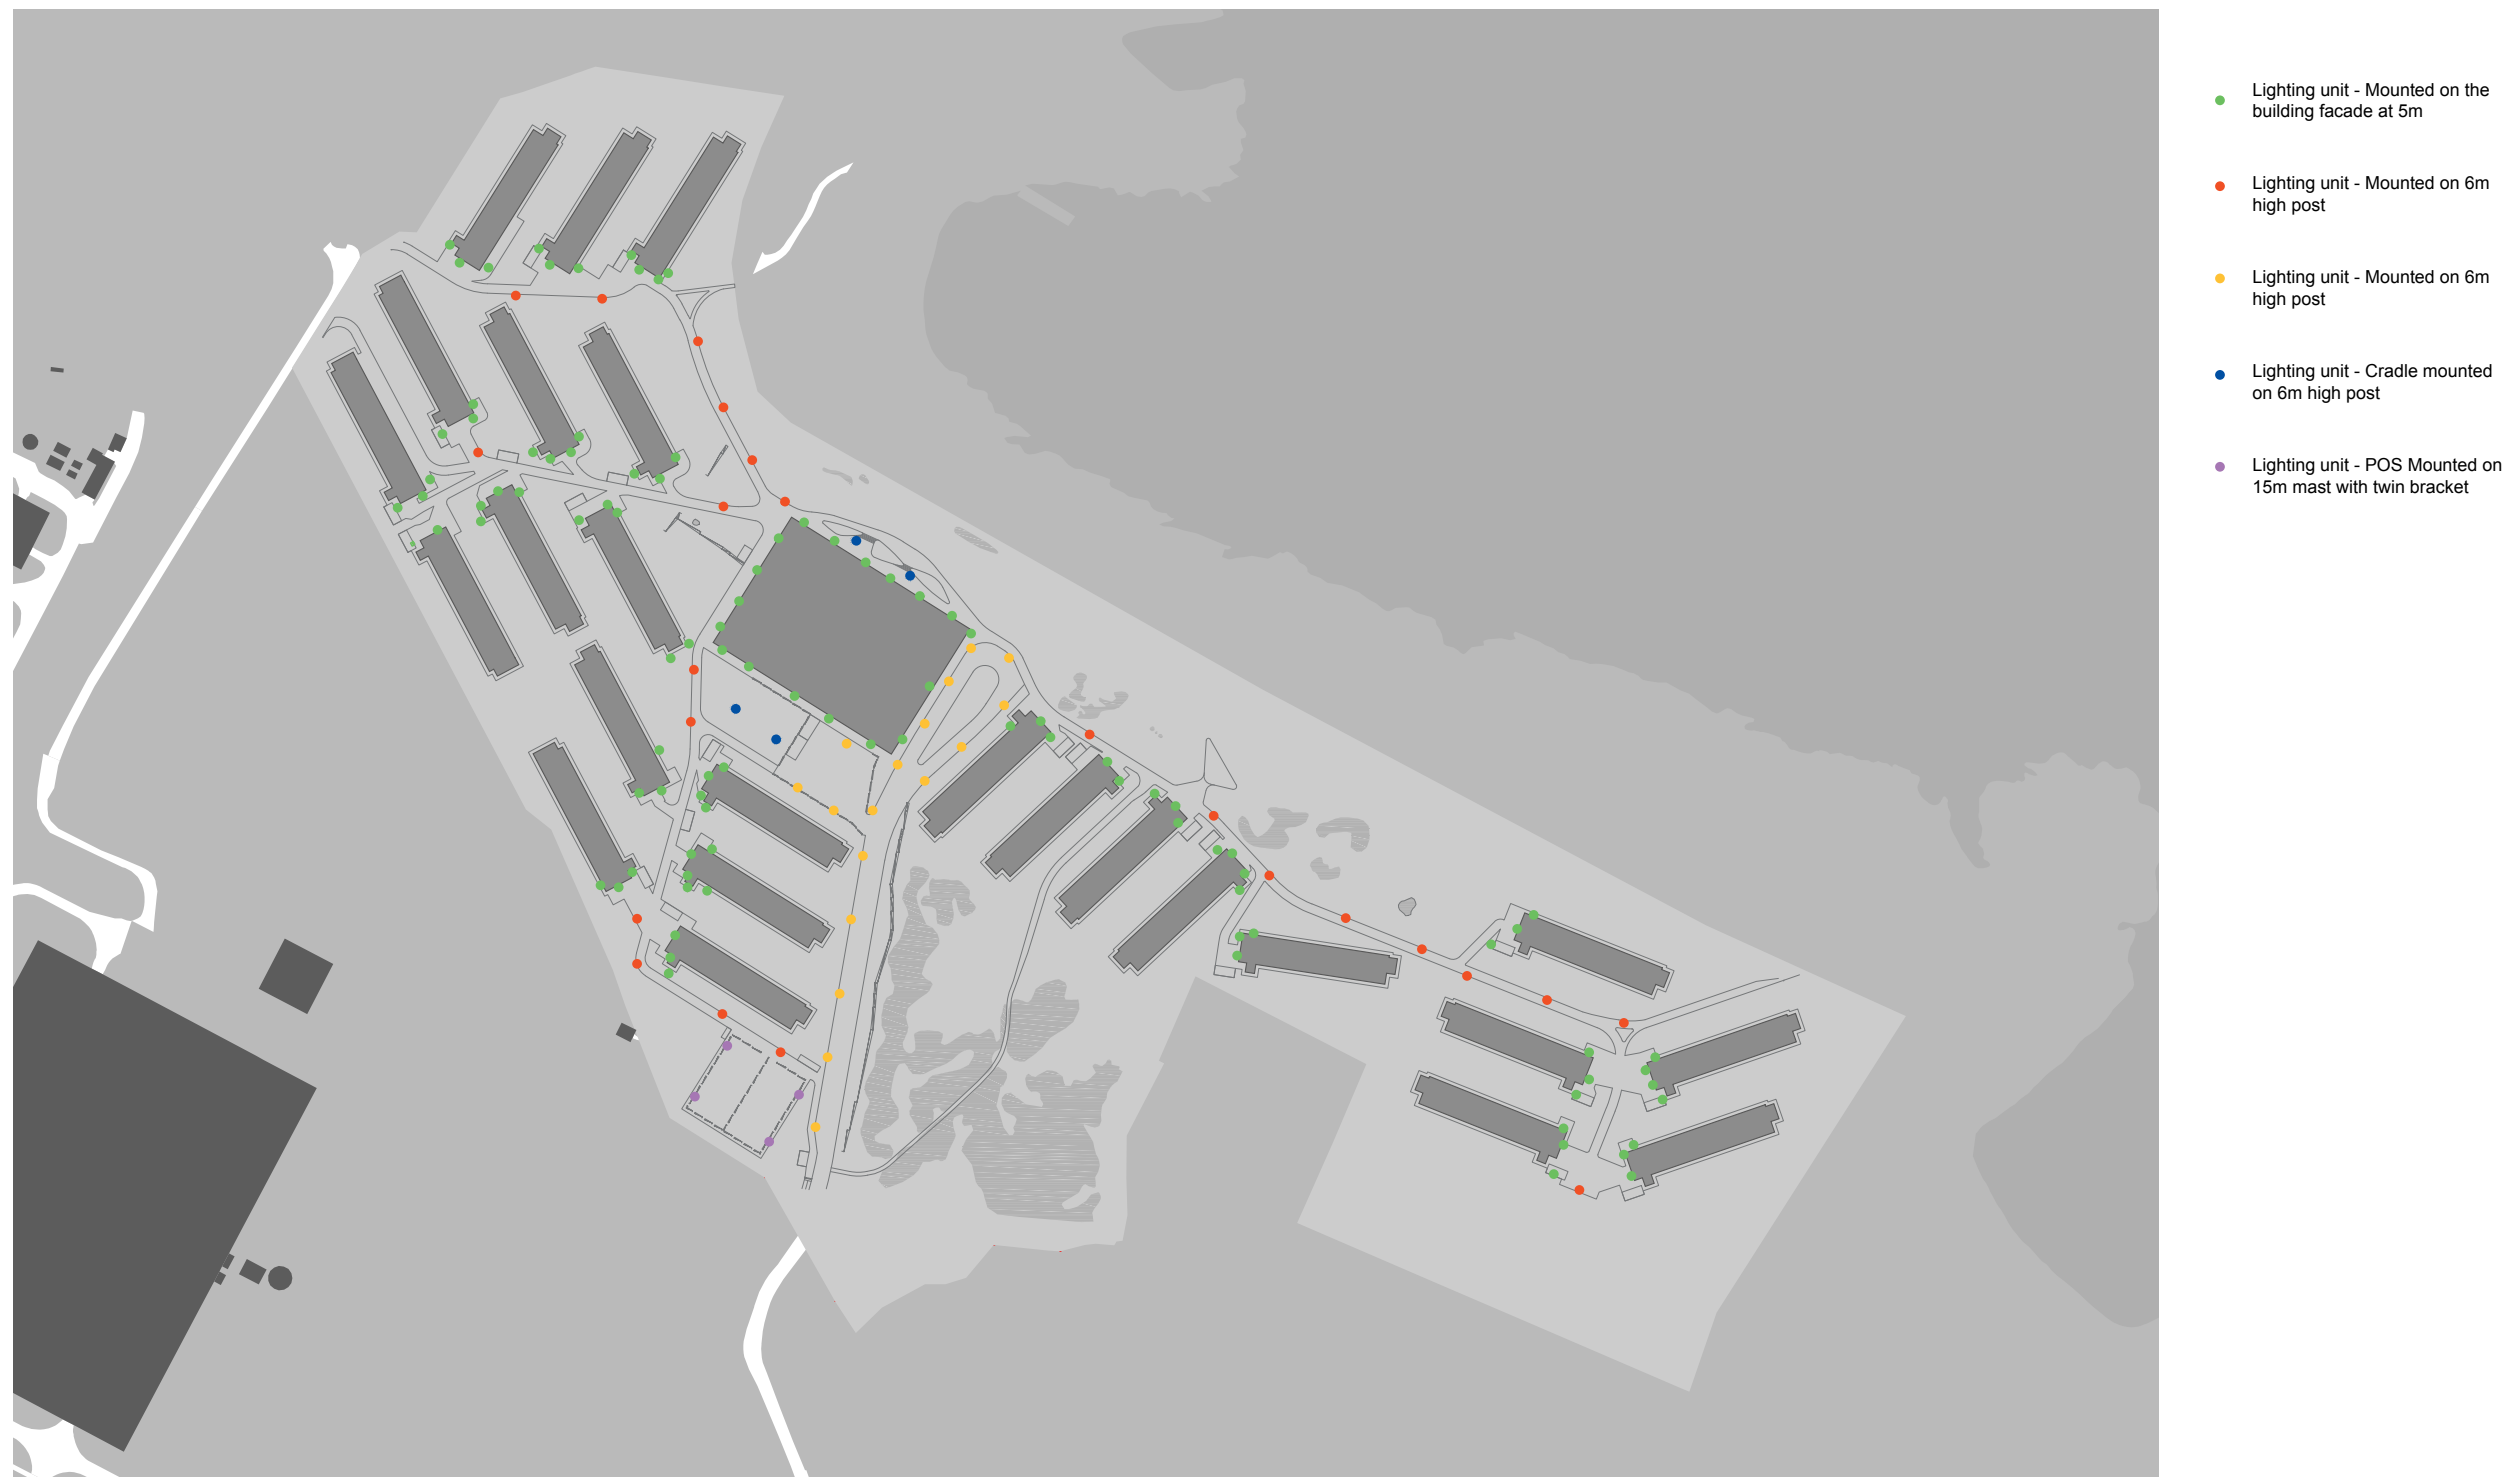 Lighting unit - Mounted on the
building facade at 5m
Lighting unit - Mounted on 6m
high post
Lighting unit - Mounted on 6m
high post
Lighting unit - Cradle mounted
on 6m high post
Lighting unit - POS Mounted on
15m mast with twin bracket